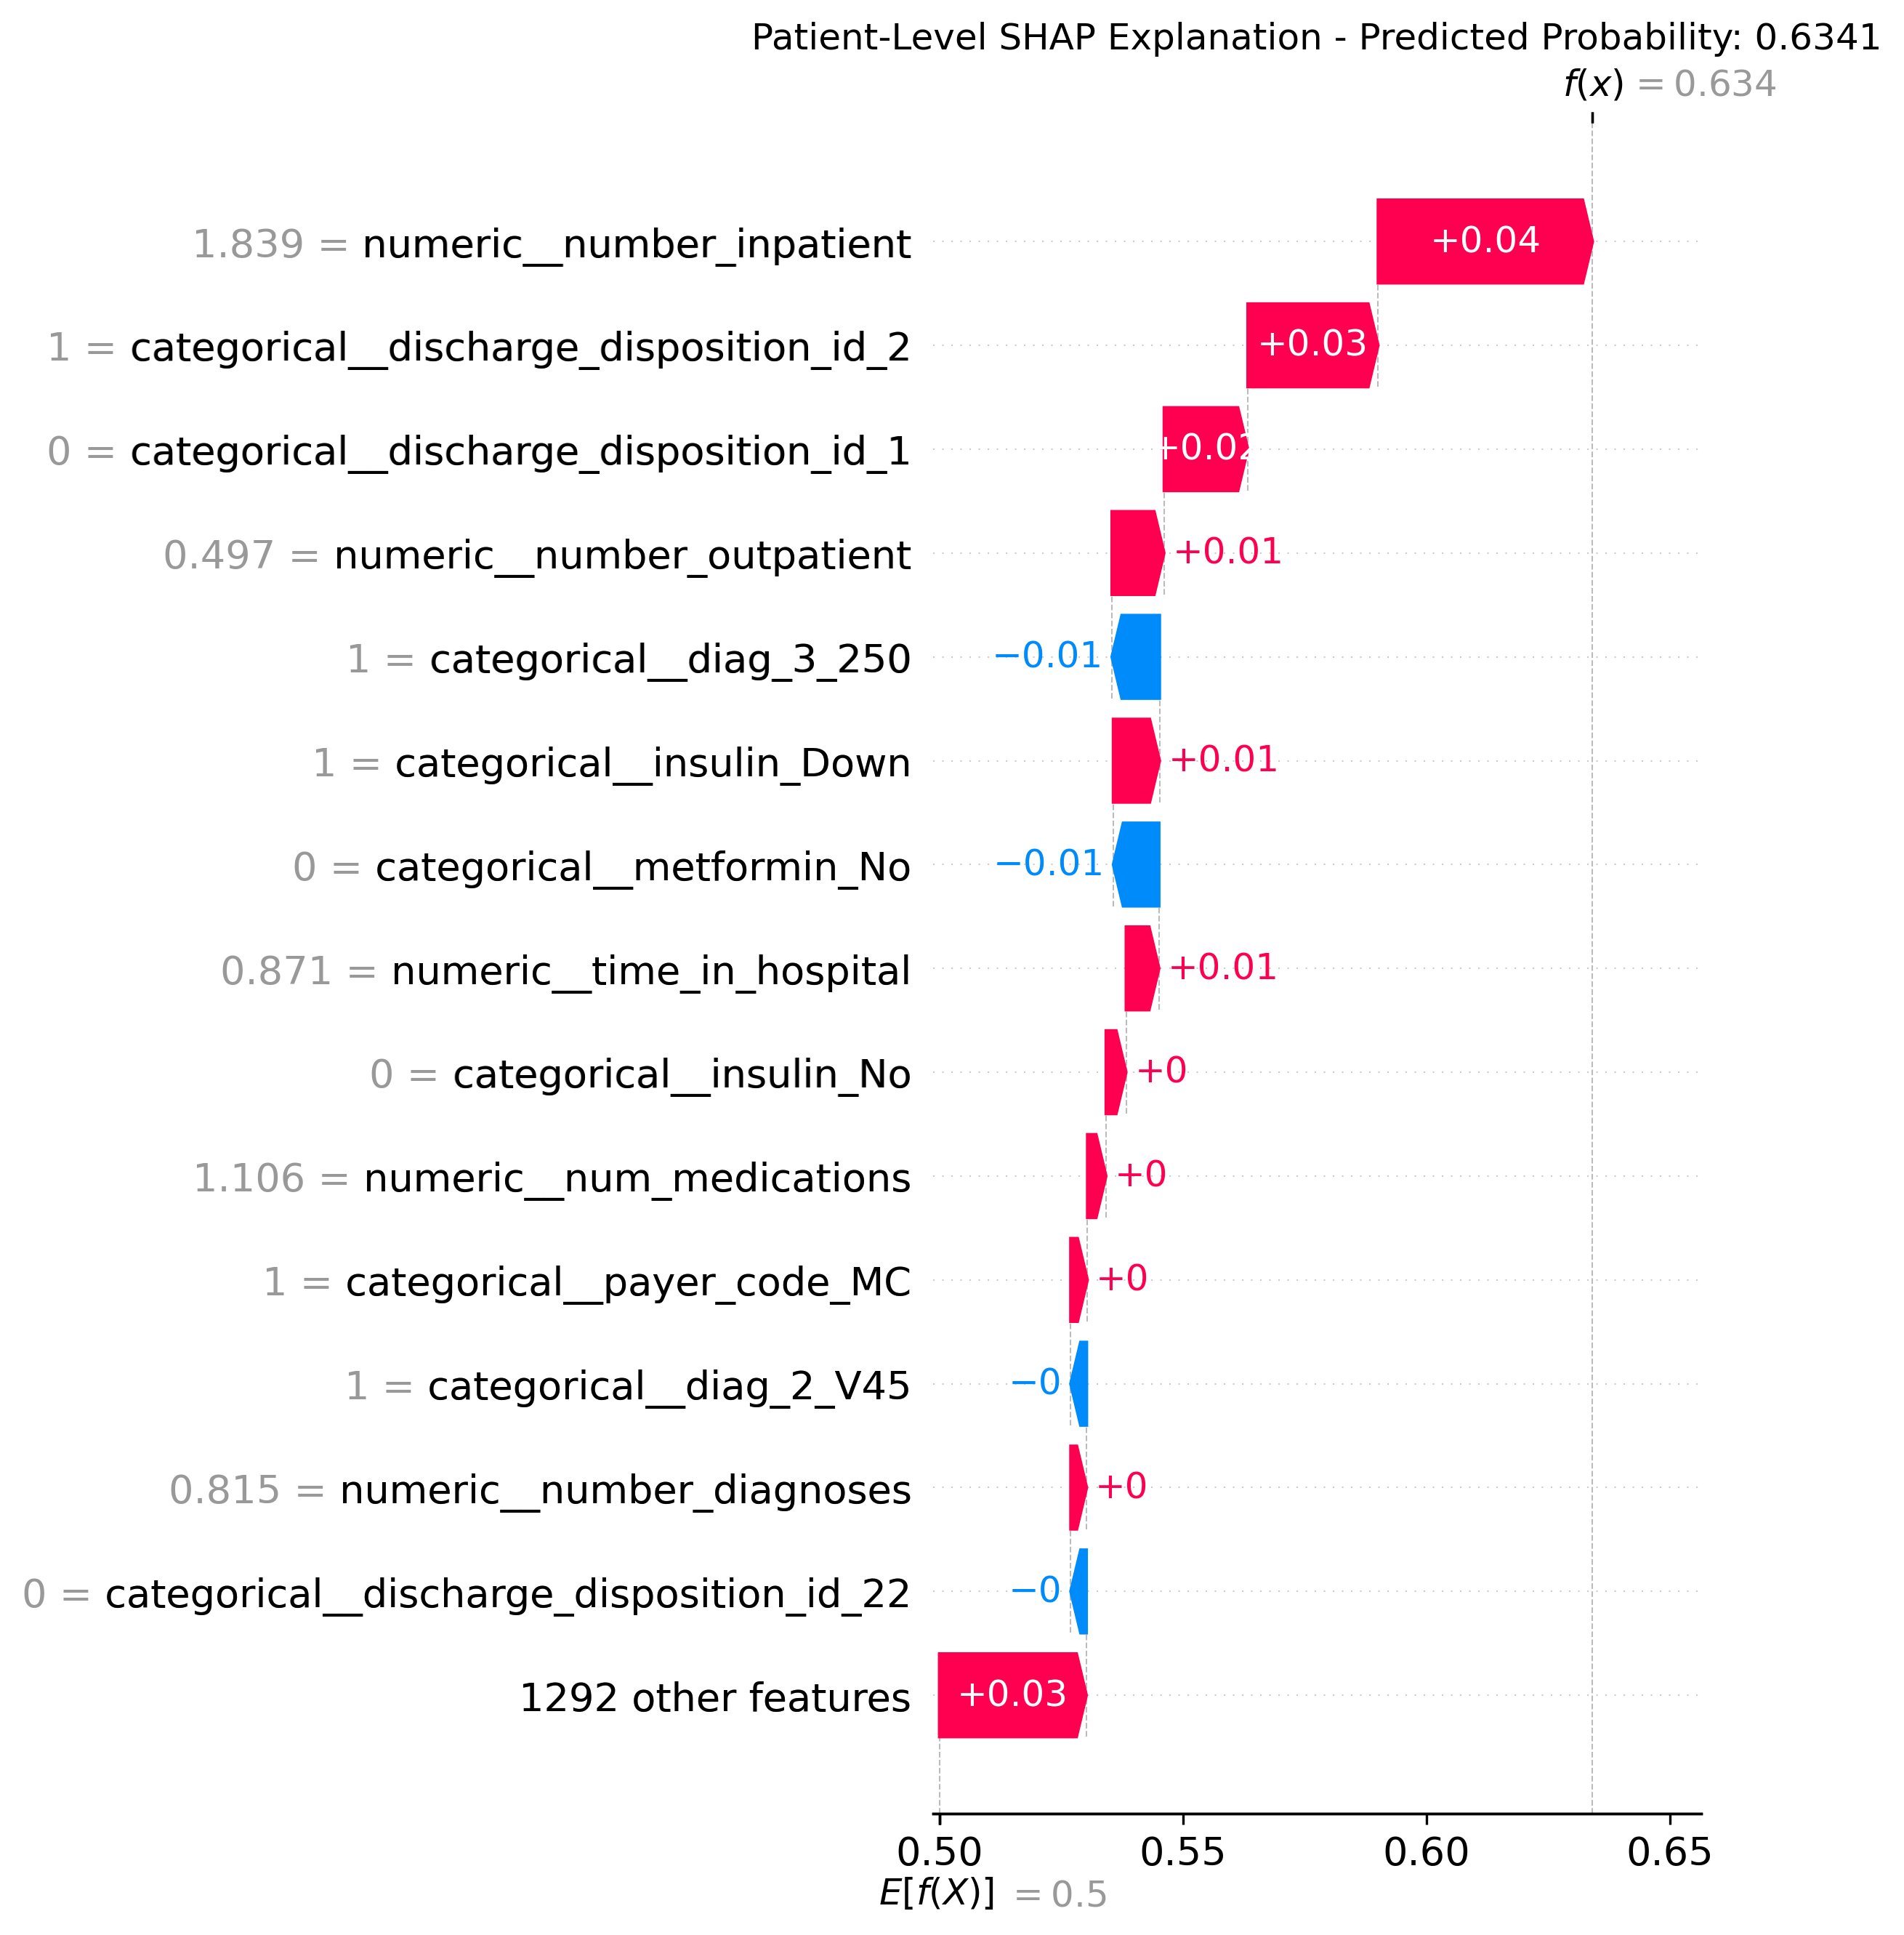 Patient-Level SHAP Explanation - Predicted Probability: 0.6341
f(x) = 0.634
1.839 = numeric__number_inpatient +0.04
1 = categorical__discharge_disposition_id_2 +0.03
0 = categorical__discharge_disposition_id_1 +0.02
0.497 = numeric__number_outpatient +0.01
1 = categorical__diag_3_250 −0.01
1 = categorical__insulin_Down +0.01
0 = categorical__metformin_No −0.01
0.871 = numeric__time_in_hospital +0.01
0 = categorical__insulin_No +0
1.106 = numeric__num_medications +0
1 = categorical__payer_code_MC +0
1 = categorical__diag_2_V45 −0
0.815 = numeric__number_diagnoses +0
0 = categorical__discharge_disposition_id_22 −0
1292 other features +0.03
0.50 0.55 0.60 0.65
E[f(X)] = 0.5